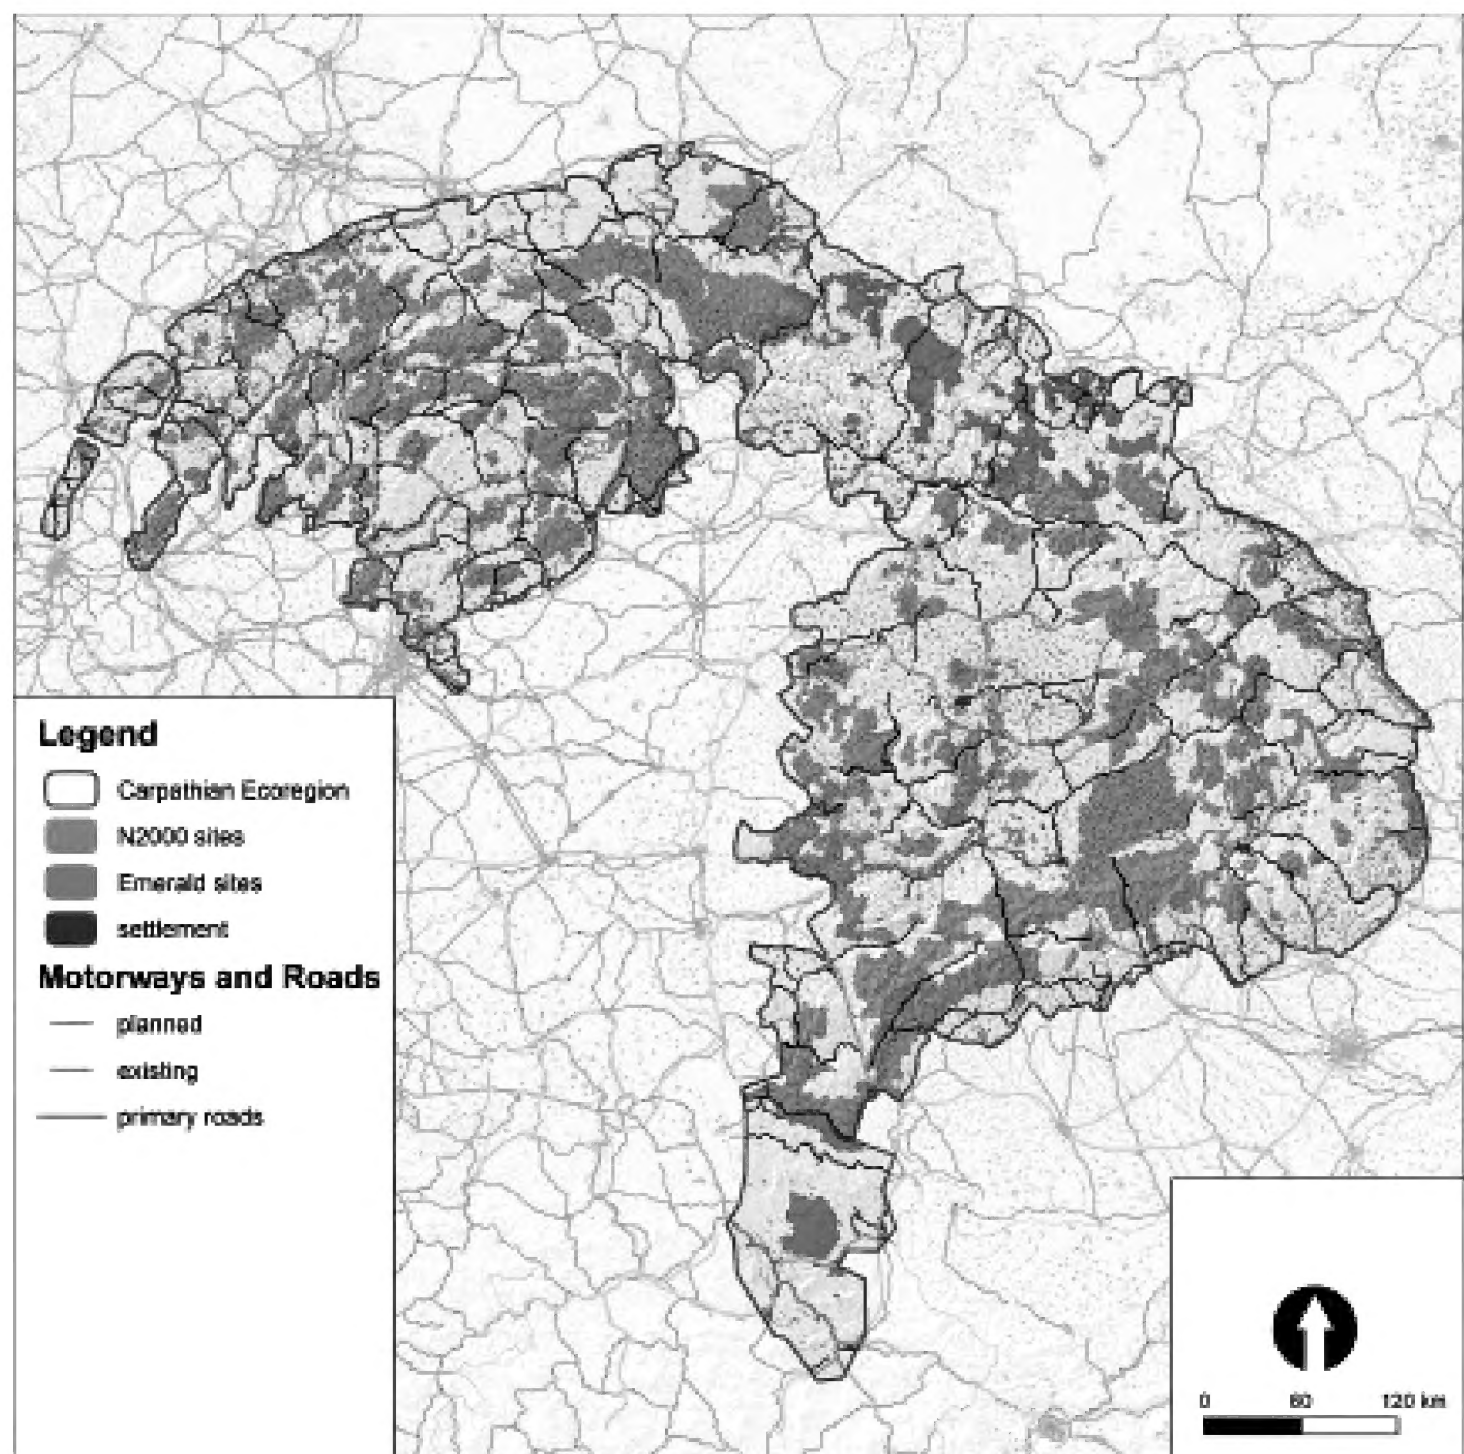 Legend
Carpathian Ecoregion
N2000 sites
Emerald sites
settlement
Motorways and Roads
planned
existing
primary roads
0 60 120 km